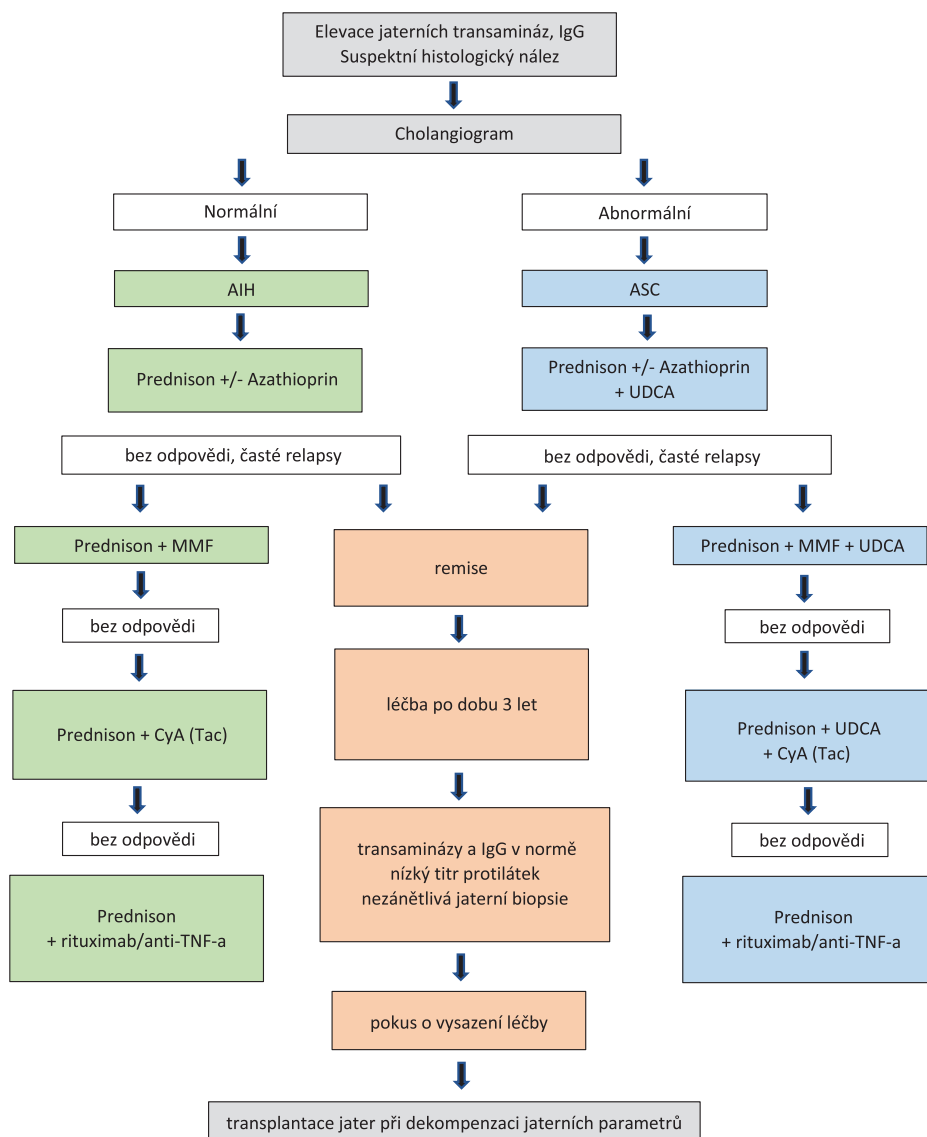 Elevace jaterních transamináz, IgG
Suspektní histologický nález
Cholangiogram
Normální
Abnormální
AIH
ASC
Prednison +/- Azathioprin
Prednison +/- Azathioprin
+ UDCA
bez odpovědi, časté relapsy
bez odpovědi, časté relapsy
Prednison + MMF
remise
Prednison + MMF + UDCA
bez odpovědi
bez odpovědi
léčba po dobu 3 let
Prednison + CyA (Tac)
Prednison + UDCA
+ CyA (Tac)
bez odpovědi
bez odpovědi
transaminázy a IgG v normě
nízký titr protilátek
nezánětlivá jaterní biopsie
Prednison
+ rituximab/anti-TNF-a
Prednison
+ rituximab/anti-TNF-a
pokus o vysazení léčby
transplantace jater při dekompenzaci jaterních parametrů